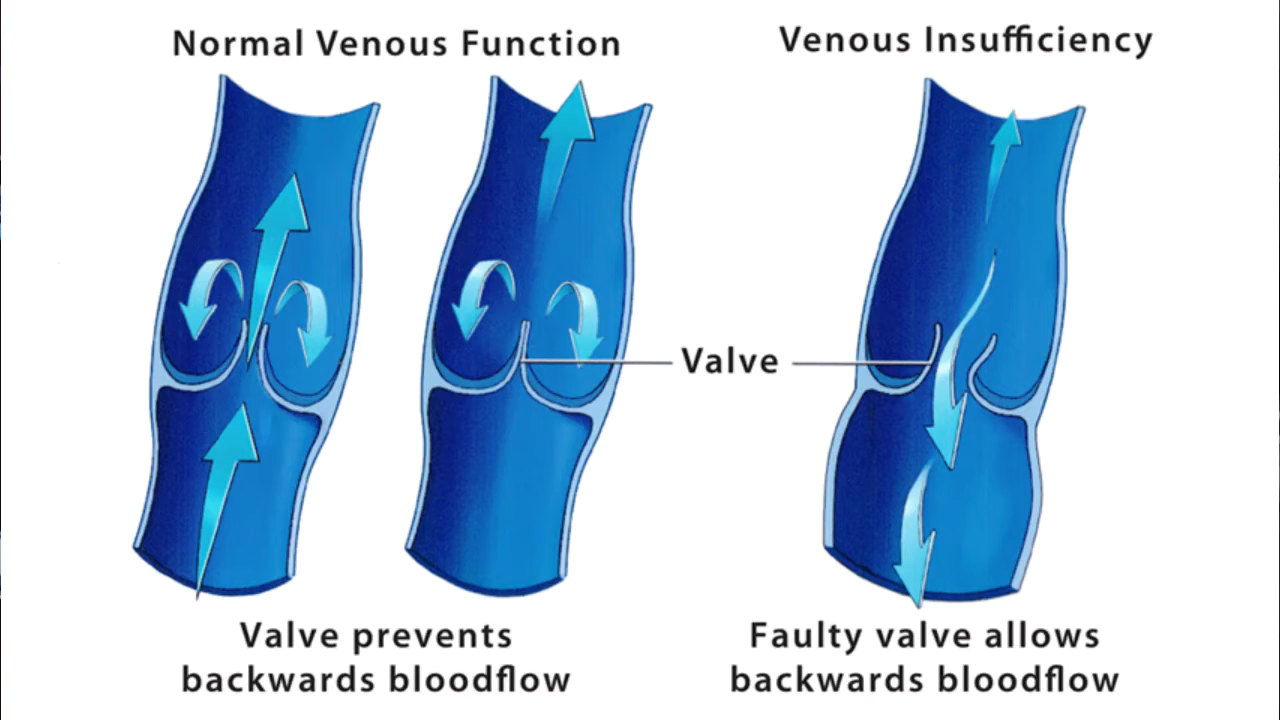 Normal Venous Function
Venous Insufficiency
Valve
Valve prevents
backwards bloodflow
Faulty valve allows
backwards bloodflow